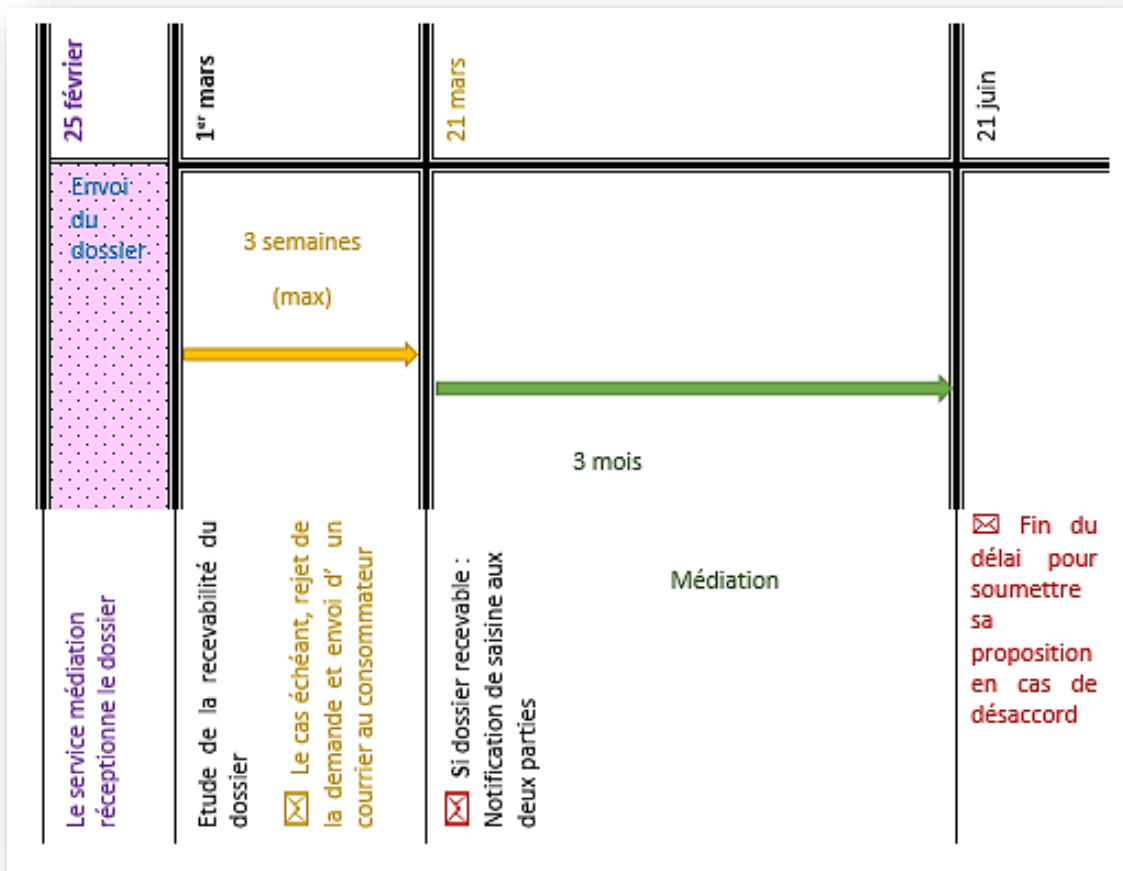 25 février
1er mars
21 mars
21 juin
Envoi
du
dossier
3 semaines
(max)
3 mois
Le service médiation
réceptionne le dossier
Etude de la recevabilité du
dossier
Le cas échéant, rejet de
la demande et envoi d' un
courrier au consommateur
Si dossier recevable :
Notification de saisine aux
deux parties
Médiation
Fin du
délai pour
soumettre
sa
proposition
en cas de
désaccord